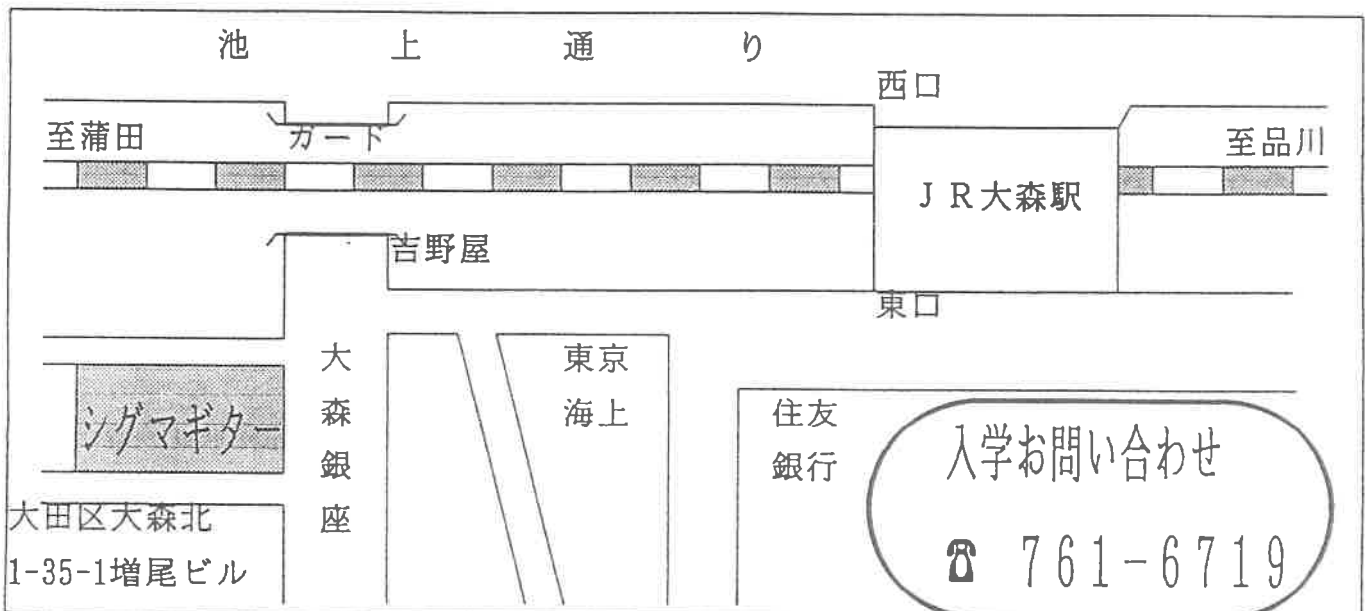 池上通り
西口
至蒲田
ガード
至品川
JR大森駅
吉野屋
東口
大森銀座
東京
海上
住友
銀行
シグマギター
入学お問い合わせ
大田区大森北
1-35-1増尾ビル
☎ 761-6719